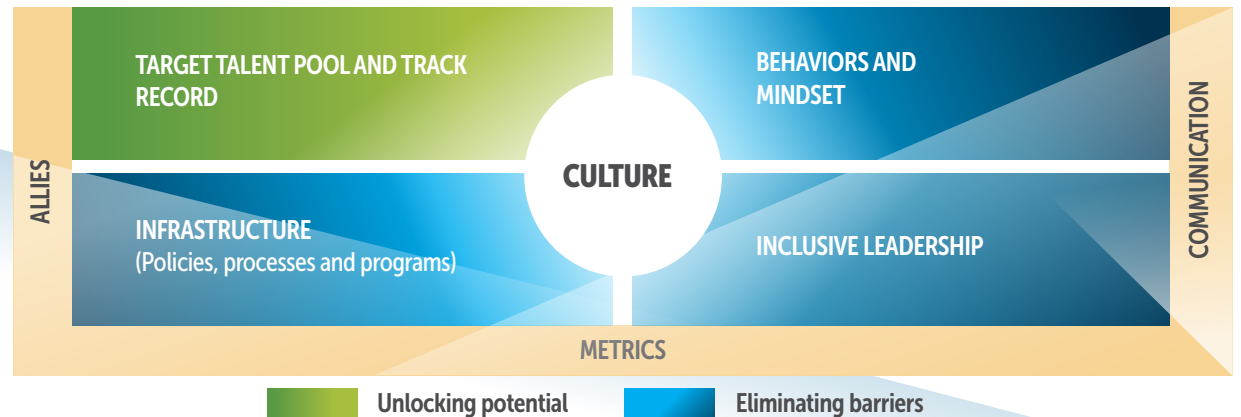 TARGET TALENT POOL AND TRACK
RECORD
BEHAVIORS AND
MINDSET
ALLIES
CULTURE
COMMUNICATION
INFRASTRUCTURE
(Policies, processes and programs)
INCLUSIVE LEADERSHIP
METRICS
Unlocking potential
Eliminating barriers